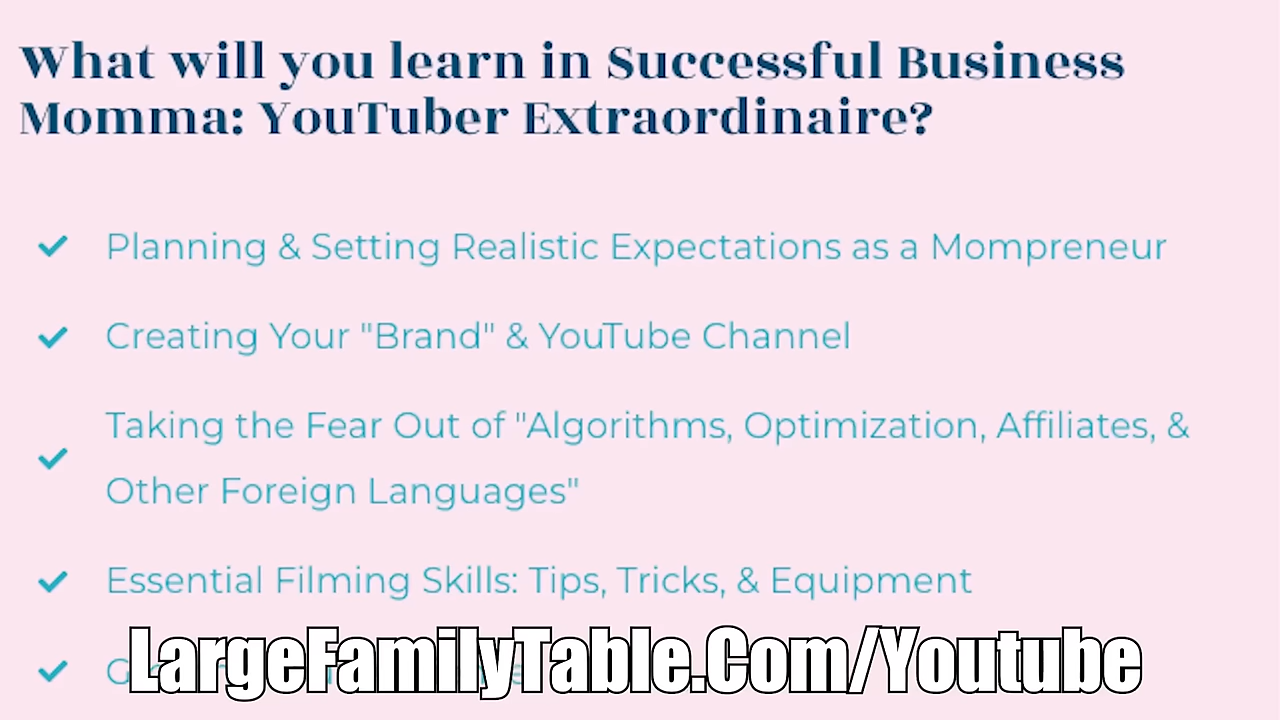 What will you learn in Successful Business
Momma: YouTuber Extraordinaire?
Planning & Setting Realistic Expectations as a Mompreneur
Creating Your "Brand" & YouTube Channel
Taking the Fear Out of "Algorithms, Optimization, Affiliates, &
Other Foreign Languages"
Essential Filming Skills: Tips, Tricks, & Equipment
LargeFamilyTable.Com/Youtube